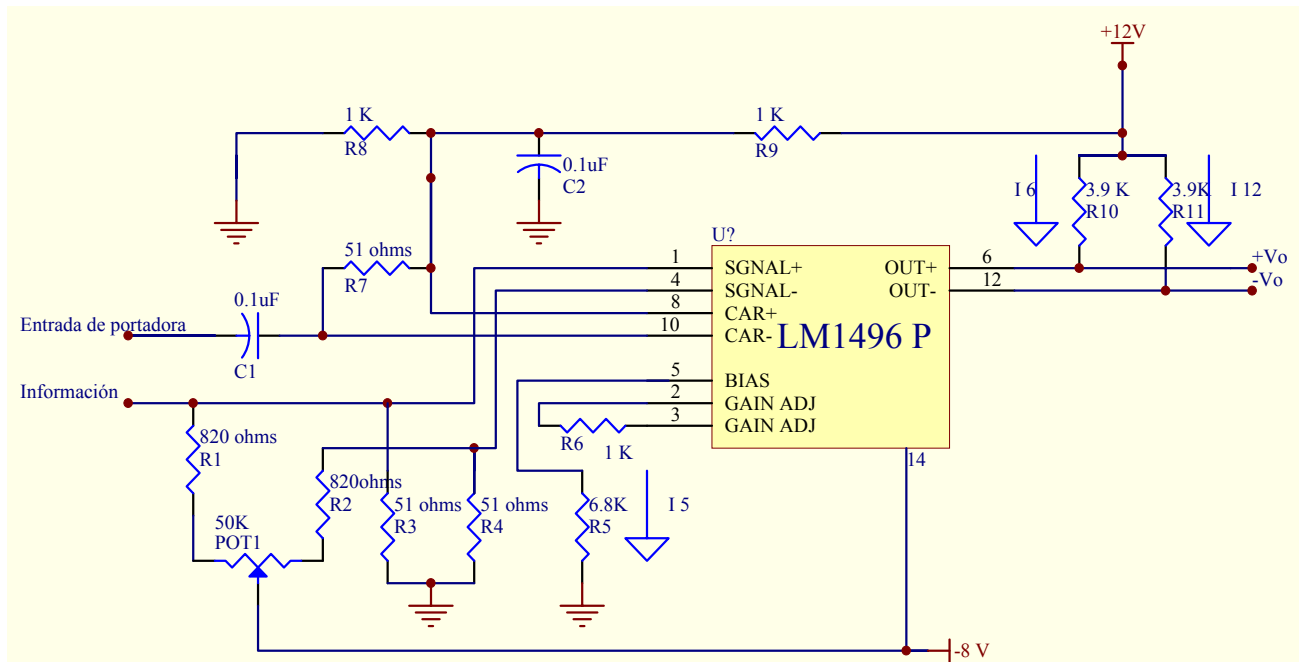 +12V
1 K
R8
1 K
R9
0.1uF
C2
I 6
3.9 K
R10
3.9K
R11
I 12
U?
51 ohms
R7
1
SGNAL+
OUT+
6
+Vo
4
SGNAL-
OUT-
12
-Vo
8
CAR+
10
CAR-
LM1496 P
0.1uF
Entrada de portadora
C1
5
BIAS
2
GAIN ADJ
3
GAIN ADJ
Información
R6
1 K
820 ohms
R1
820ohms
R2
51 ohms
R3
51 ohms
R4
6.8K
R5
I 5
14
50K
POT1
-8 V